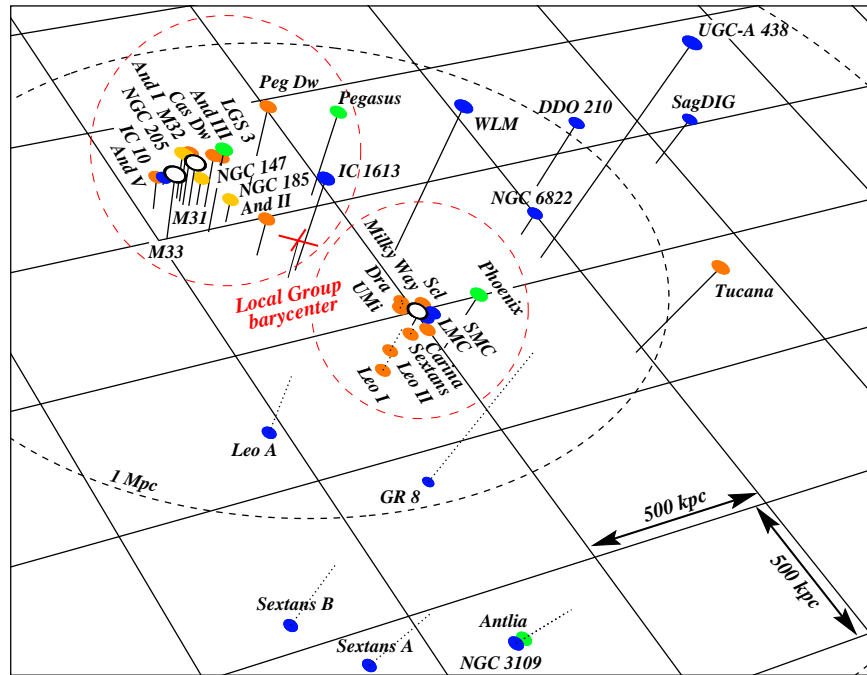 UGC-A 438
And I
M32
Cas Dw
And III
LGS 3
Peg Dw
Pegasus
WLM
DDO 210
SagDIG
NGC 205
IC 10
And V
NGC 147
NGC 185
And II
IC 1613
NGC 6822
M31
M33
Milky Way
Scl
Phoenix
Tucana
Dra
UMi
Local Group
barycenter
LMC
SMC
Carina
Sextans
Leo II
Leo I
Leo A
1 Mpc
GR 8
500 kpc
500 kpc
Sextans B
Sextans A
Antlia
NGC 3109